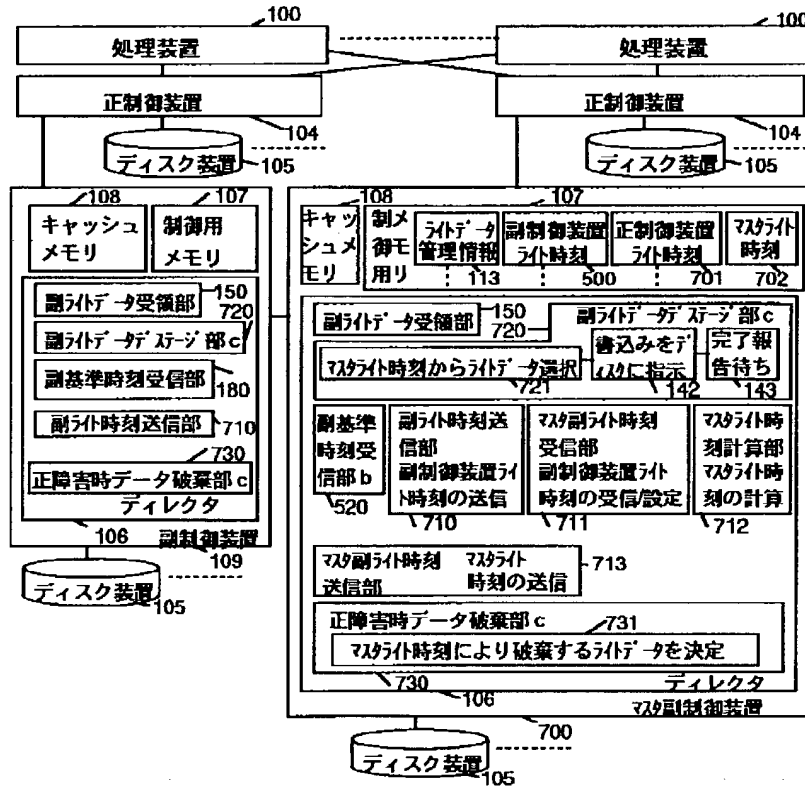 100
処理装置
100
処理装置
正制御装置
104
正制御装置
104
ディスク装置
105
ディスク装置
105
108
107
キャッシュ
メモリ
制御用
メモリ
150
副ライトデータ受領部
720
副ライトデータデステージ部c
副基準時刻受信部
180
副ライト時刻送信部
710
730
正障害時データ破棄部c
ディレクタ
106
副制御装置
109
ディスク装置
105
108
107
キャッ
シュメ
モリ
制メ
御モ
用リ
ライトデータ
管理情報
113
副制御装置
ライト時刻
500
正制御装置
ライト時刻
701
マスタライト
時刻
702
副ライトデータ受領部
150
720
副ライトデータデステージ部c
マスタライト時刻からライトデータ選択
721
書込みをデ
ィスクに指示
142
完了報
告待ち
143
副基準
時刻受
信部b
520
副ライト時刻送
信部
副制御装置ライ
ト時刻の送信
710
マスタ副ライト時刻
受信部
副制御装置ライト
時刻の受信/設定
711
マスタライト時
刻計算部
マスタライト時
刻の計算
712
マスタ副ライト時刻
送信部
マスタライト
時刻の送信
713
正障害時データ破棄部c
731
マスタライト時刻により破棄するライトデータを決定
730
ディレクタ
106
マスタ副制御装置
700
ディスク装置
105